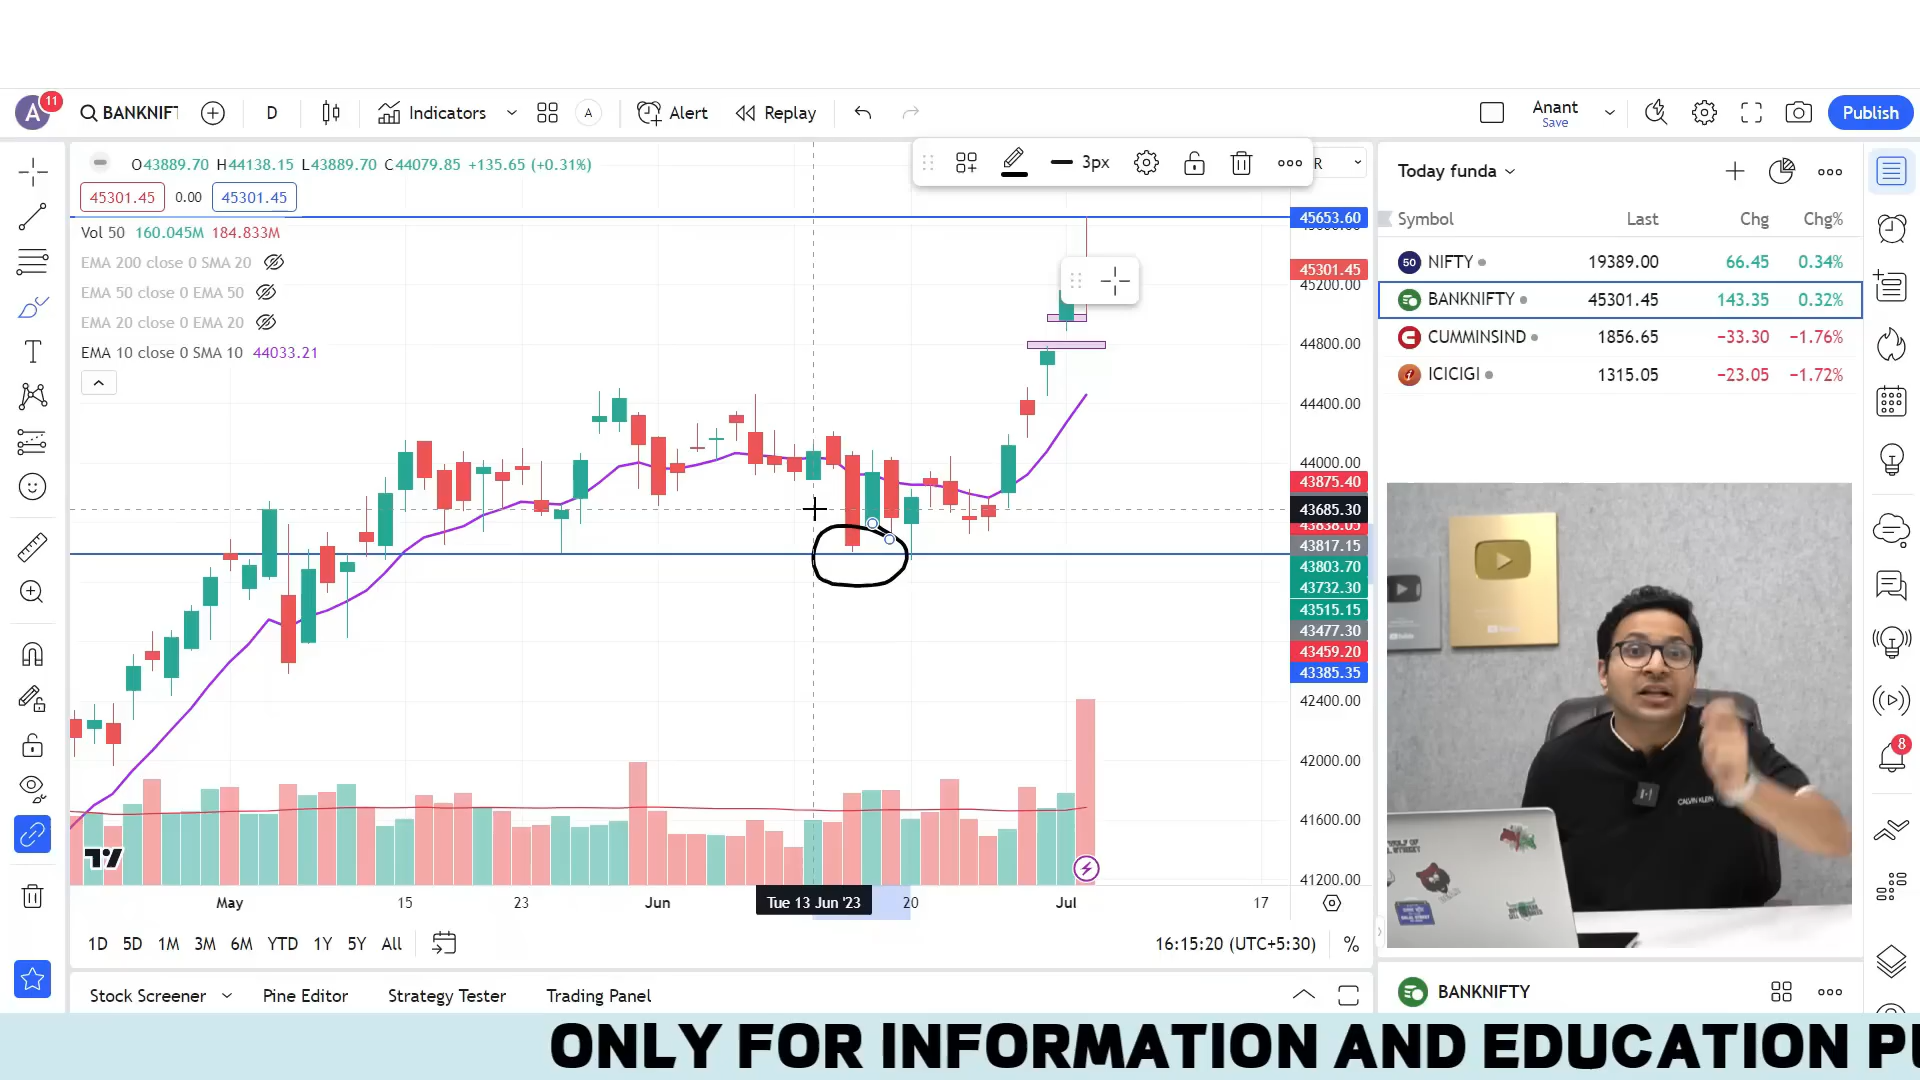 A 11 BANKNIFT D Indicators A Alert Replay Anant Save Publish
O43889.70 H44138.15 L43889.70 C44079.85 +135.65 (+0.31%)
3px R
45301.45 0.00 45301.45
Vol 50 160.045M 184.833M
EMA 200 close 0 SMA 20
EMA 50 close 0 EMA 50
EMA 20 close 0 EMA 20
EMA 10 close 0 SMA 10 44033.21
45653.60
45301.45
45200.00
44800.00
44400.00
44000.00
43875.40
43685.30
43838.05
43817.15
43803.70
43732.30
43515.15
43477.30
43459.20
43385.35
42400.00
42000.00
41600.00
41200.00
May 15 23 Jun Tue 13 Jun '23 20 Jul 17
1D 5D 1M 3M 6M YTD 1Y 5Y All 16:15:20 (UTC+5:30) %
Stock Screener Pine Editor Strategy Tester Trading Panel
Today funda
Symbol Last Chg Chg%
50 NIFTY 19389.00 66.45 0.34%
BANKNIFTY 45301.45 143.35 0.32%
CUMMINSIND 1856.65 −33.30 −1.76%
ICICIGI 1315.05 −23.05 −1.72%
CALVIN KLEIN
8
BANKNIFTY
ONLY FOR INFORMATION AND EDUCATION PU